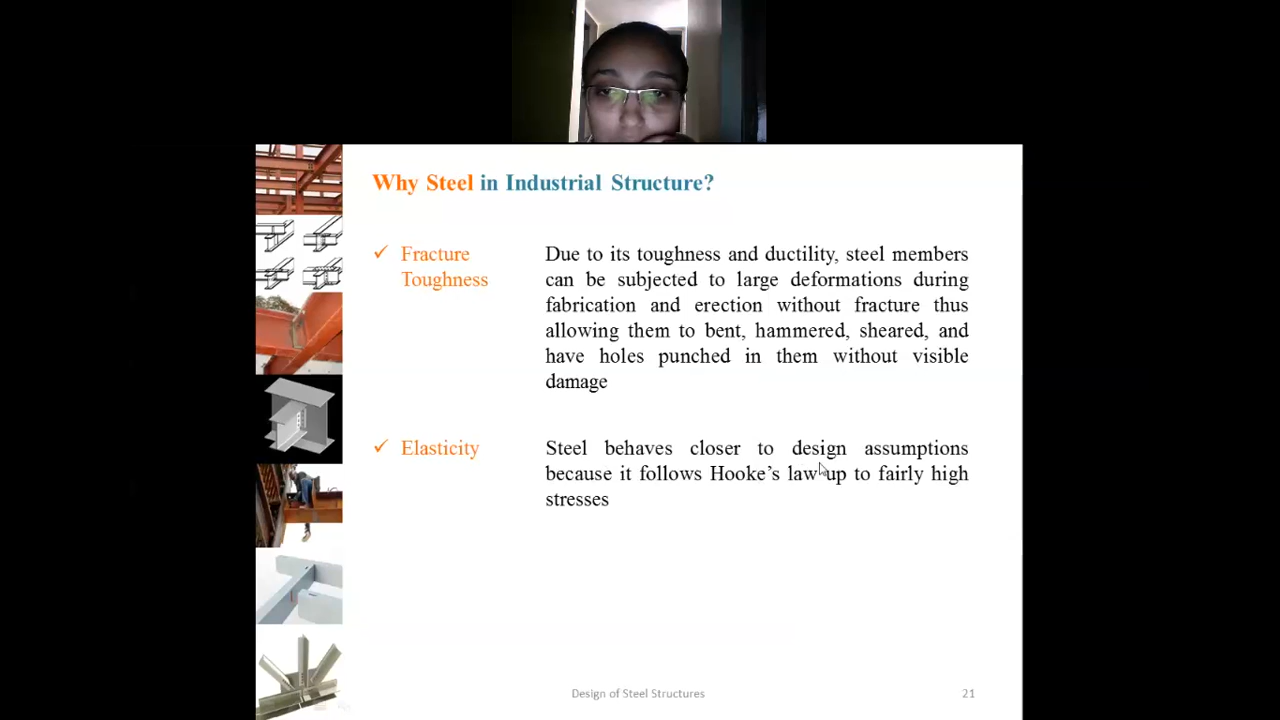 Why Steel in Industrial Structure?
✓ Fracture Toughness
Due to its toughness and ductility, steel members
can be subjected to large deformations during
fabrication and erection without fracture thus
allowing them to bent, hammered, sheared, and
have holes punched in them without visible
damage
✓ Elasticity
Steel behaves closer to design assumptions
because it follows Hooke's law up to fairly high
stresses
Design of Steel Structures
21